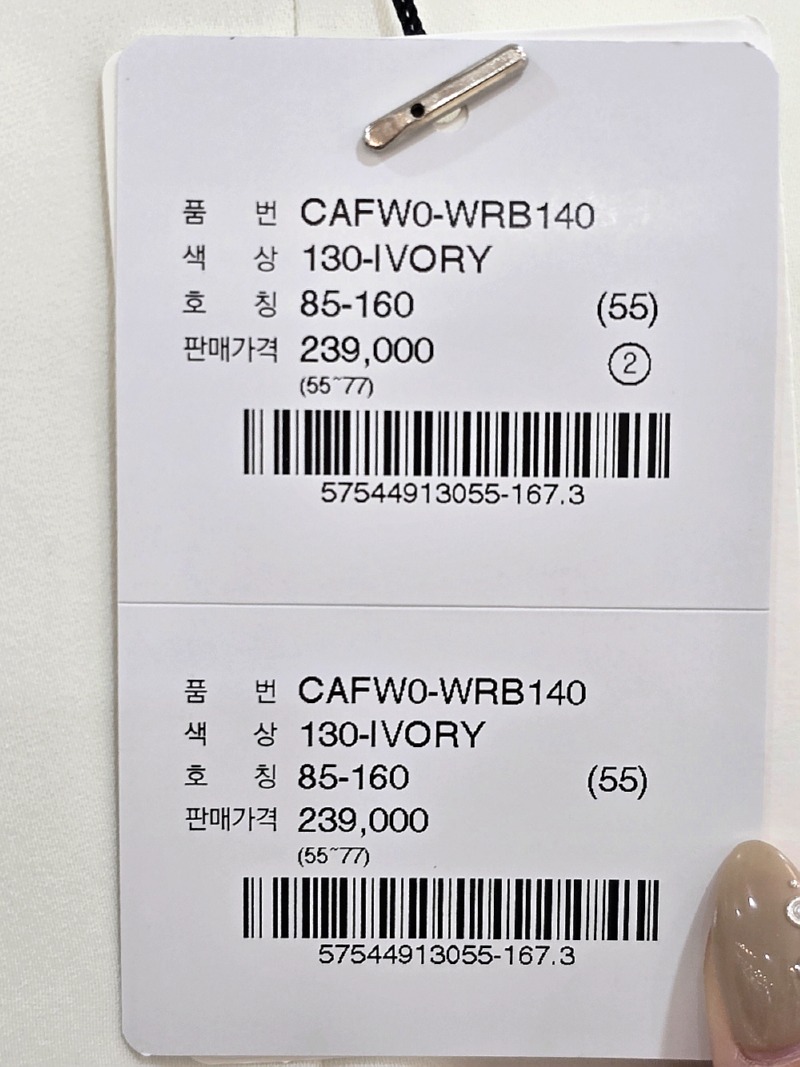 품 번 CAFW0-WRB140
색 상 130-IVORY
호 칭 85-160 (55)
판매가격 239,000 ②
(55~77)
57544913055-167.3
품 번 CAFW0-WRB140
색 상 130-IVORY
호 칭 85-160 (55)
판매가격 239,000
(55~77)
57544913055-167.3